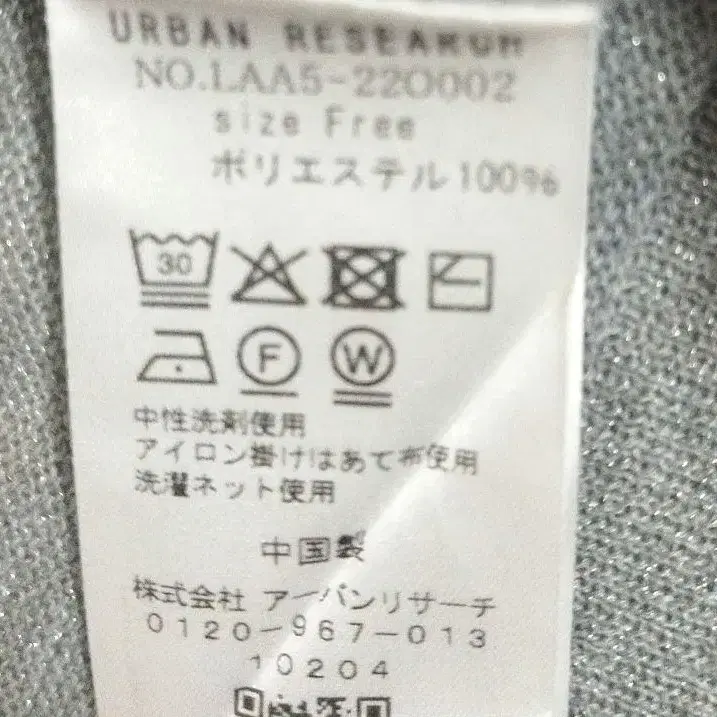 URBAN RESEARCH
NO.LAA5-220002
size Free
ポリエステル100%
30
F W
中性洗剤使用
アイロン掛けはあて布使用
洗濯ネット使用
中国製
株式会社 アーバンリサーチ
0120-967-013
10204